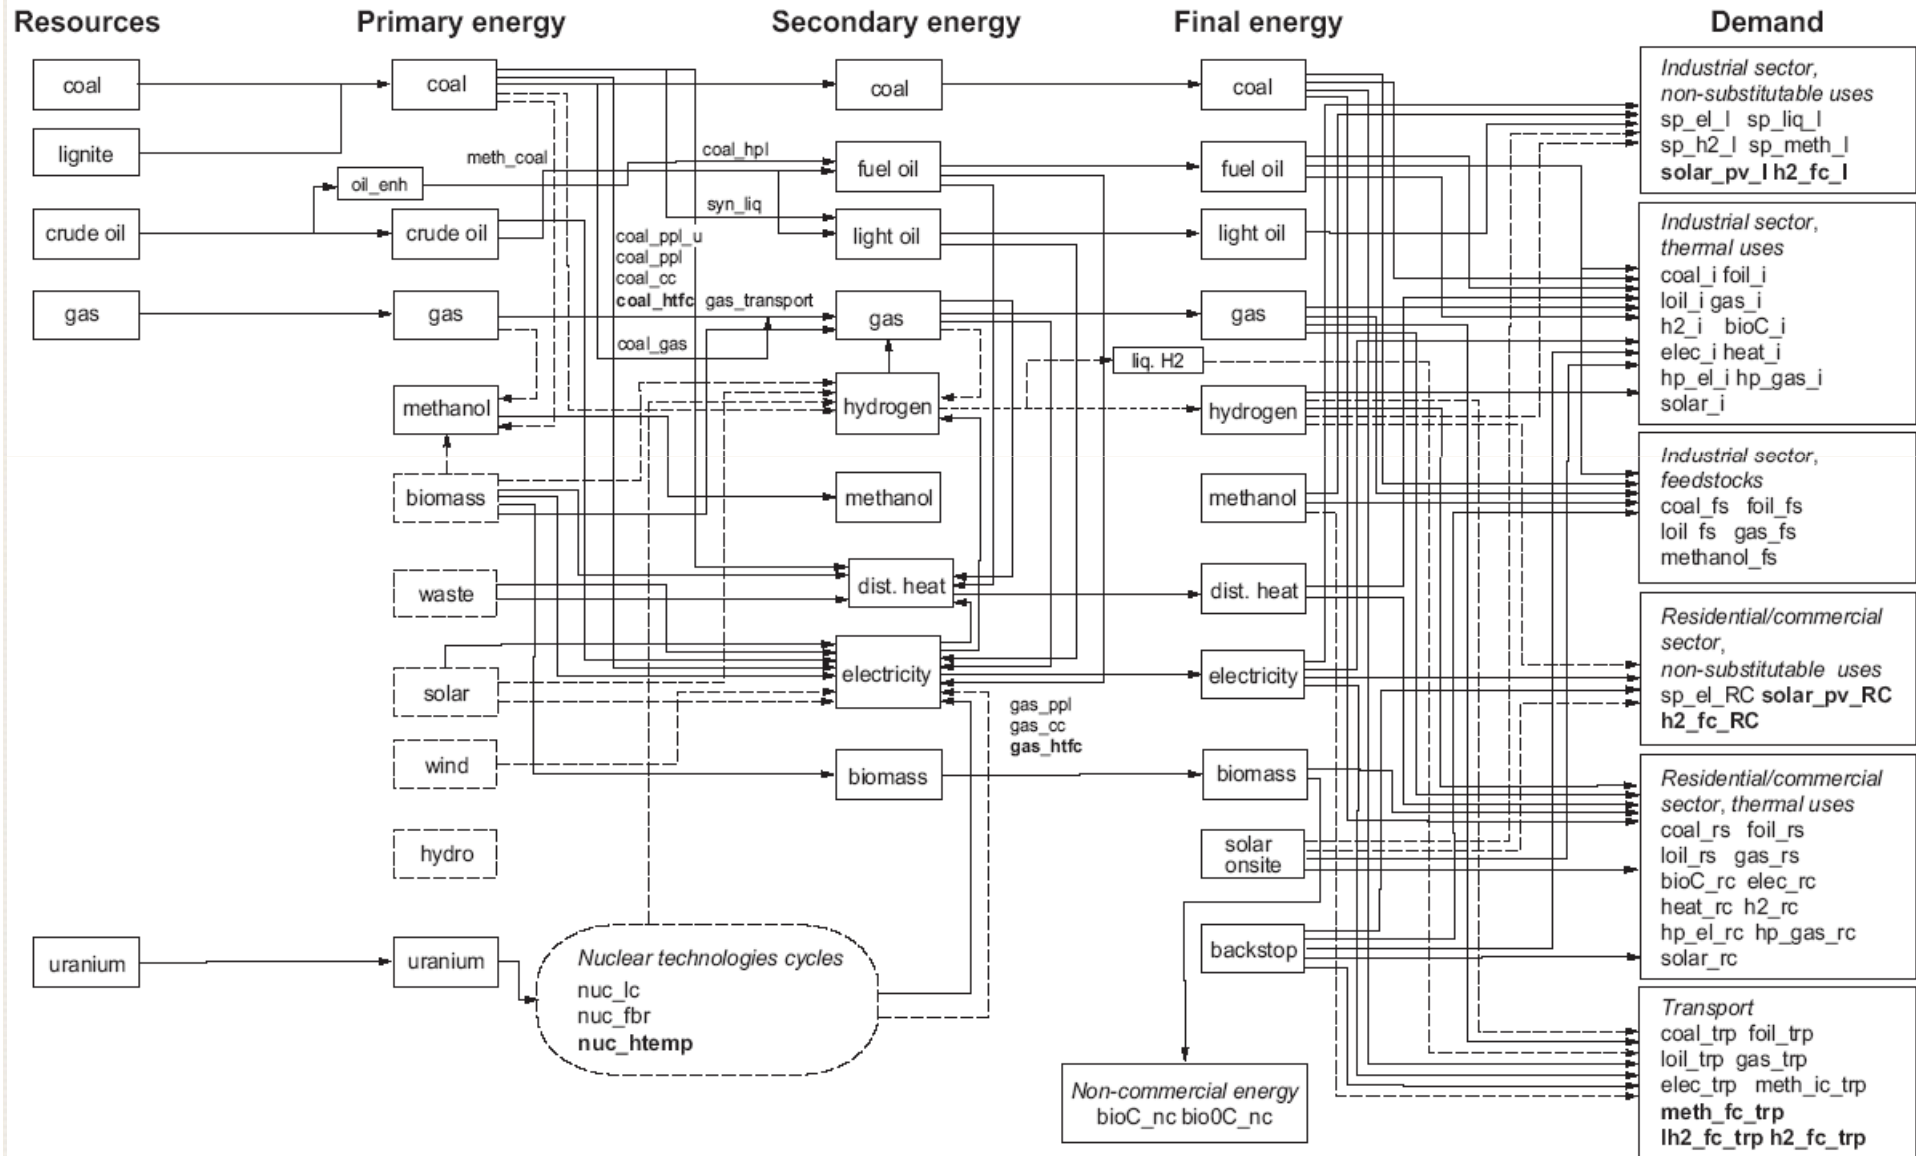 Resources
Primary energy
Secondary energy
Final energy
Demand
coal
lignite
crude oil
gas
uranium
coal
oil_enh
crude oil
gas
methanol
biomass
waste
solar
wind
hydro
uranium
meth_coal
coal_hpl
syn_liq
coal_ppl_u
coal_ppl
coal_cc
coal_htfc
gas_transport
coal_gas
Nuclear technologies cycles
nuc_lc
nuc_fbr
nuc_htemp
coal
fuel oil
light oil
gas
hydrogen
methanol
dist. heat
electricity
biomass
gas_ppl
gas_cc
gas_htfc
coal
fuel oil
light oil
gas
liq. H2
hydrogen
methanol
dist. heat
electricity
biomass
solar
onsite
backstop
Non-commercial energy
bioC_nc bio0C_nc
Industrial sector,
non-substitutable uses
sp_el_I sp_liq_I
sp_h2_I sp_meth_I
solar_pv_I h2_fc_I
Industrial sector,
thermal uses
coal_i foil_i
loil_i gas_i
h2_i bioC_i
elec_i heat_i
hp_el_i hp_gas_i
solar_i
Industrial sector,
feedstocks
coal_fs foil_fs
loil fs gas_fs
methanol_fs
Residential/commercial
sector,
non-substitutable uses
sp_el_RC solar_pv_RC
h2_fc_RC
Residential/commercial
sector, thermal uses
coal_rs foil_rs
loil_rs gas_rs
bioC_rc elec_rc
heat_rc h2_rc
hp_el_rc hp_gas_rc
solar_rc
Transport
coal_trp foil_trp
loil_trp gas_trp
elec_trp meth_ic_trp
meth_fc_trp
lh2_fc_trp h2_fc_trp